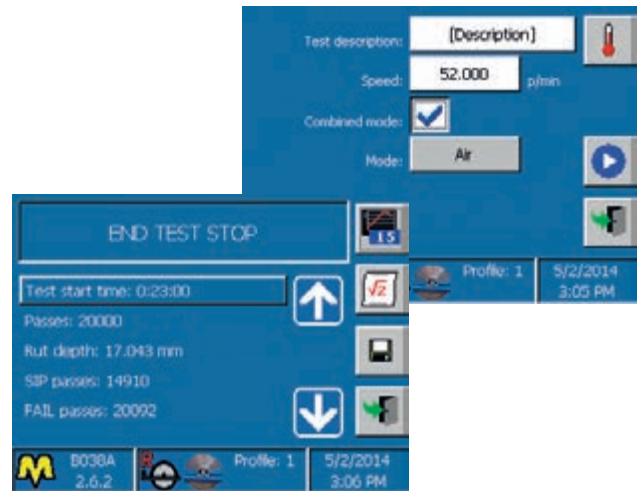 Test description: [Description]
Speed: 52.000 p/min
Combined mode:
Mode: Air
Profile: 1 5/2/2014
3:05 PM
END TEST STOP
15
Test start time: 0:23:00
√2
Passes: 20000
Rut depth: 17.043 mm
SIP passes: 14910
FAIL passes: 20092
B038A Profile: 1 5/2/2014
2.6.2 3:06 PM